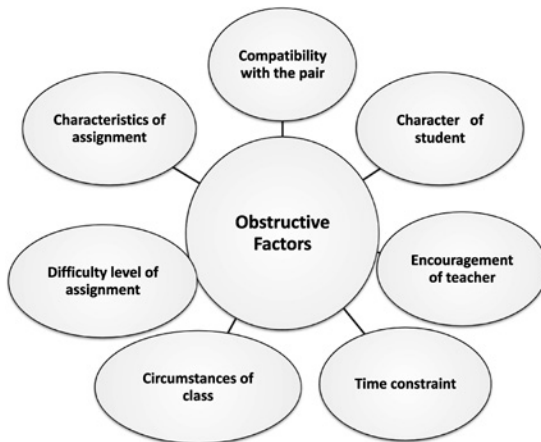 Compatibility
with the pair
Characteristics of
assignment
Character of
student
Obstructive
Factors
Difficulty level of
assignment
Encouragement
of teacher
Circumstances of
class
Time constraint